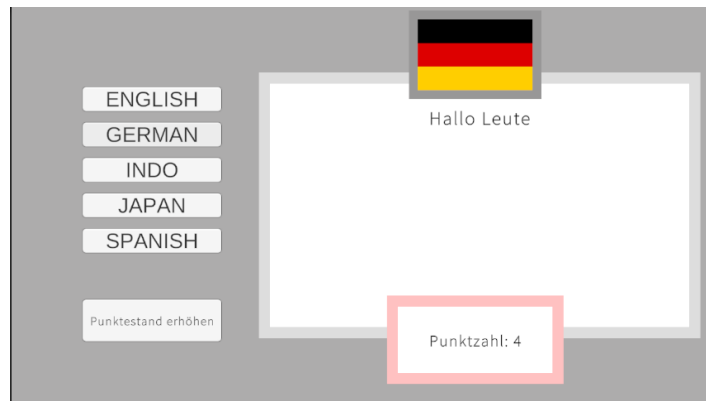 ENGLISH
GERMAN
INDO
JAPAN
SPANISH
Punktestand erhöhen
Hallo Leute
Punktzahl: 4